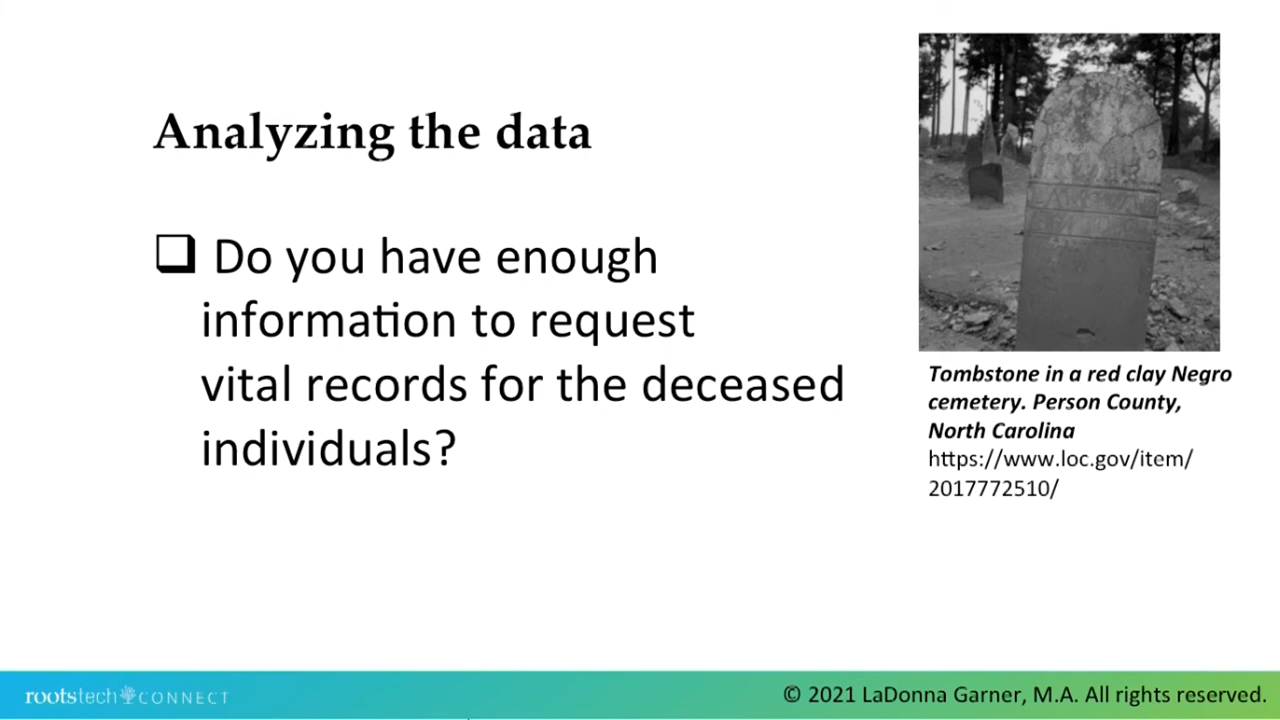 Analyzing the data
Do you have enough
information to request
vital records for the deceased
individuals?
Tombstone in a red clay Negro
cemetery. Person County,
North Carolina
https://www.loc.gov/item/
2017772510/
rootstech CONNECT
© 2021 LaDonna Garner, M.A. All rights reserved.